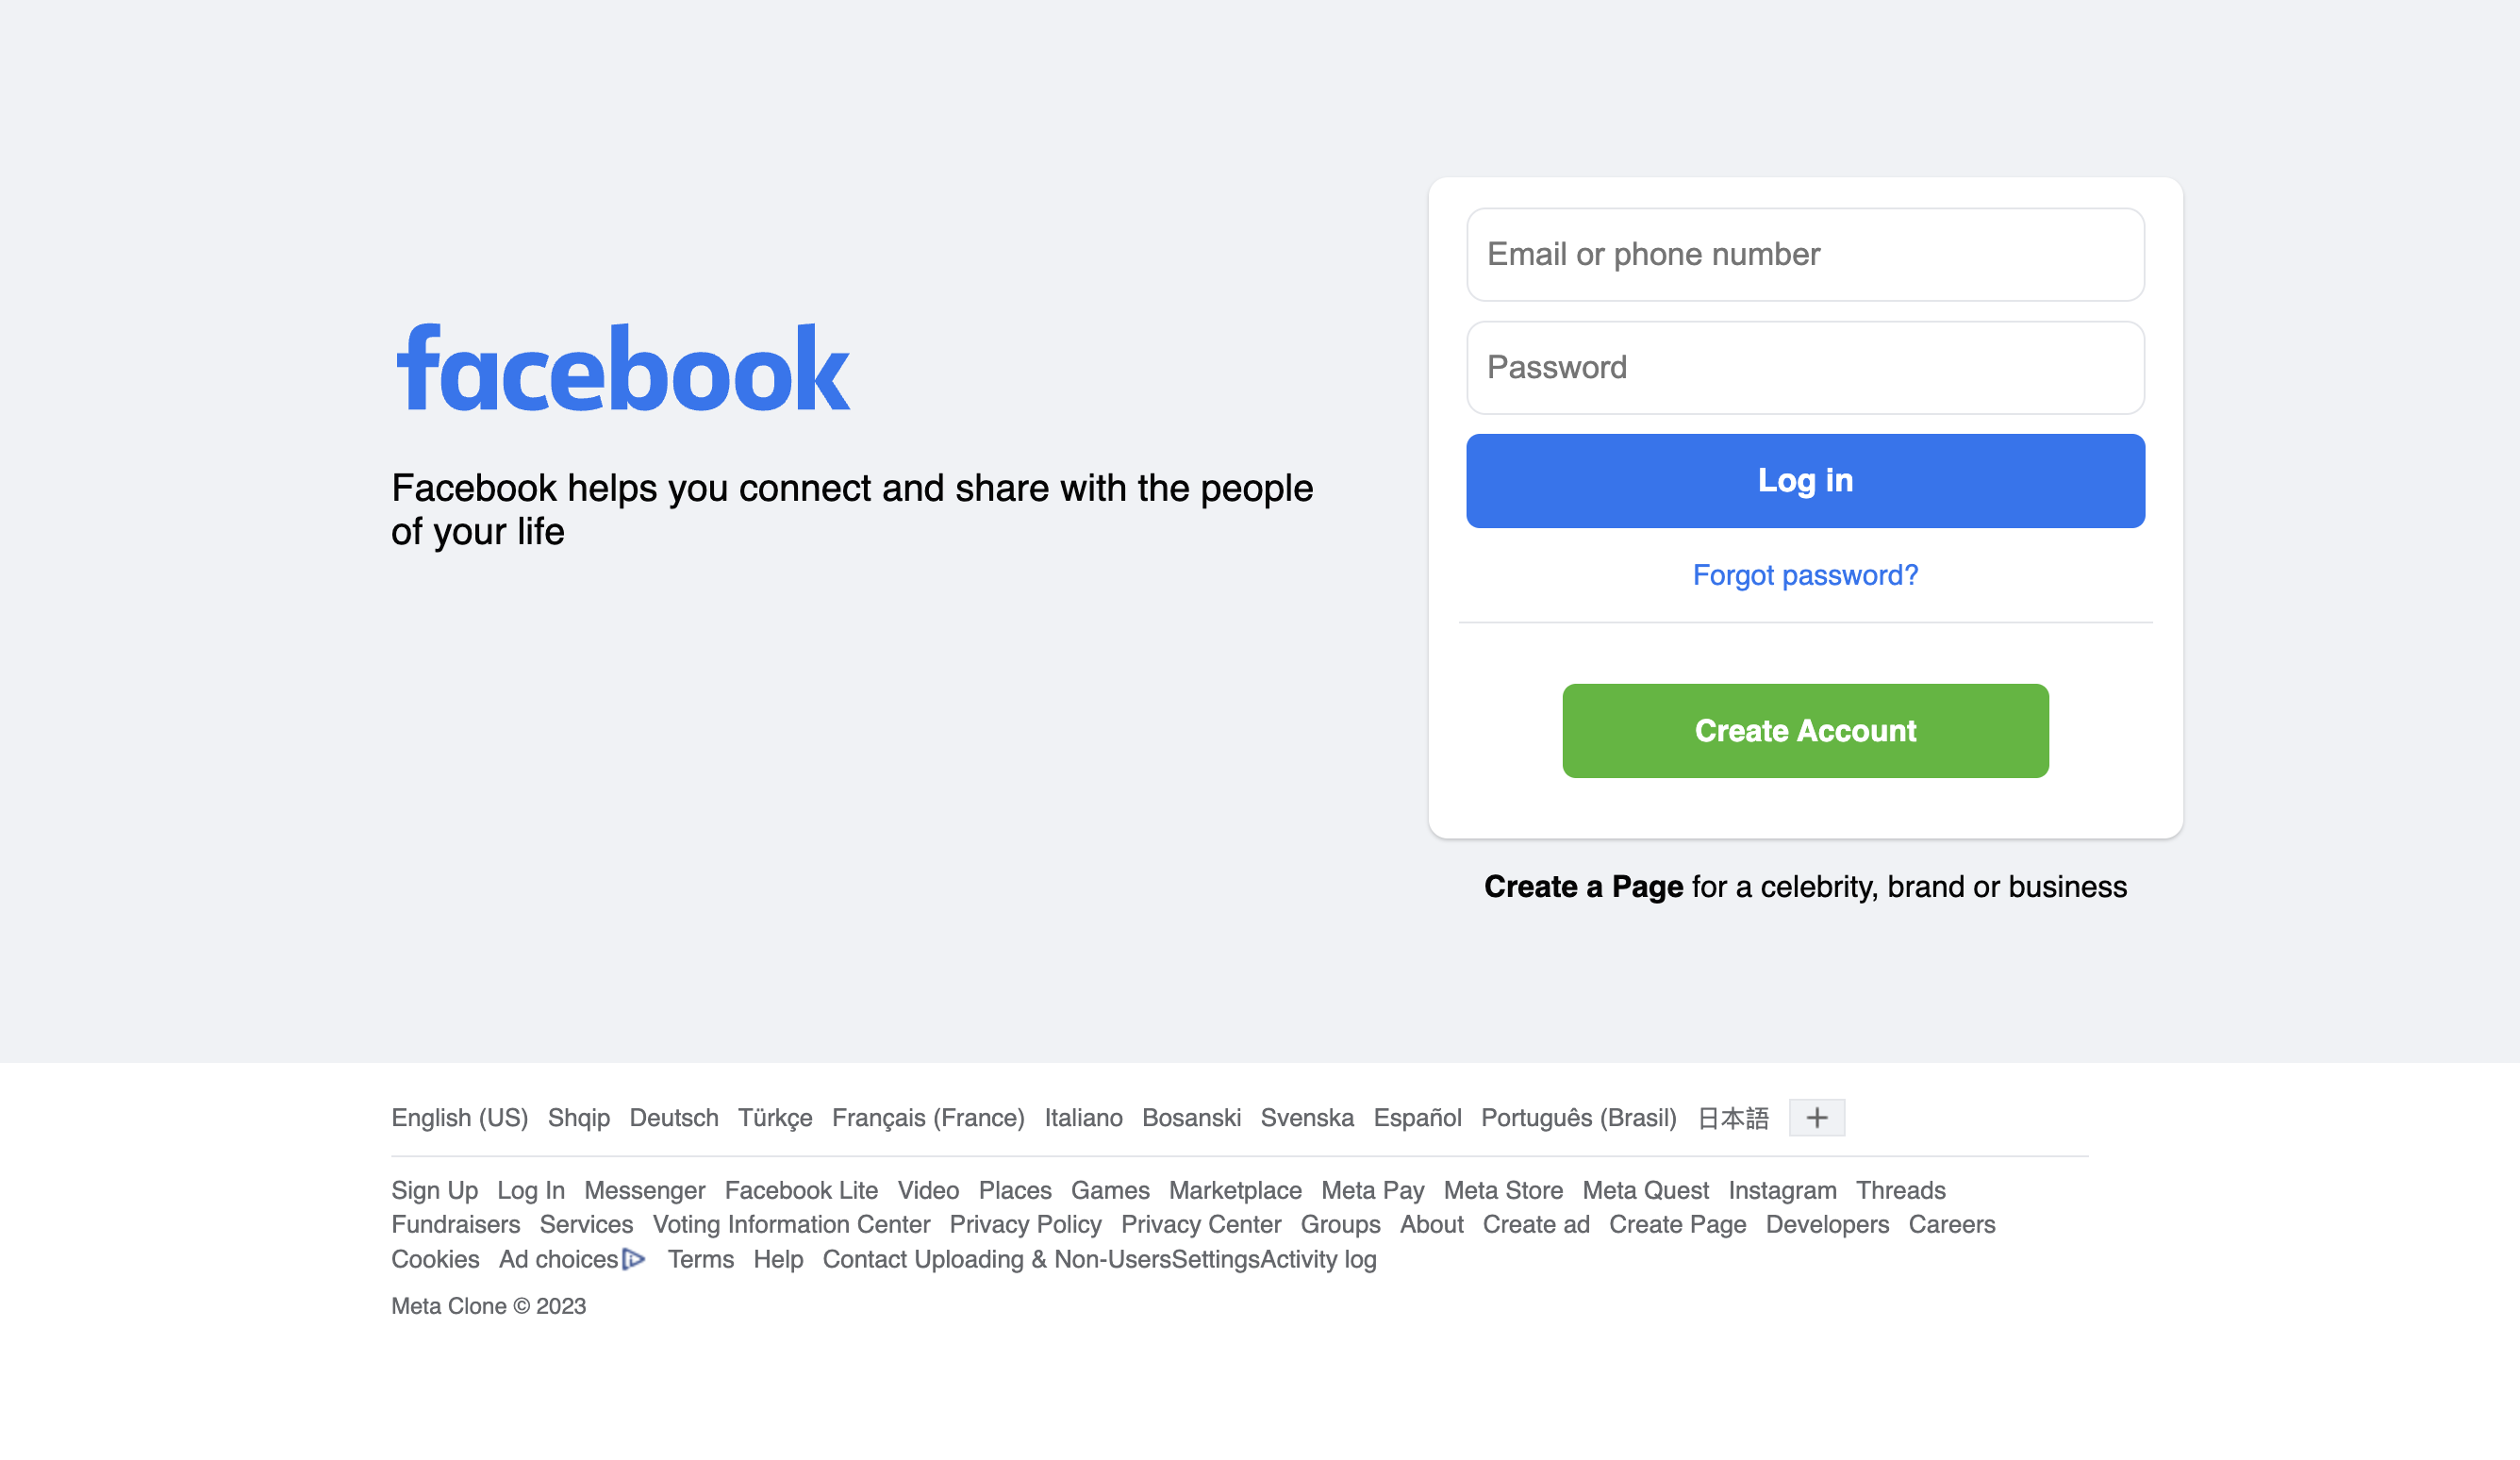 facebook
Facebook helps you connect and share with the people
of your life
Email or phone number
Password
Log in
Forgot password?
Create Account
Create a Page for a celebrity, brand or business
English (US) Shqip Deutsch Türkçe Français (France) Italiano Bosanski Svenska Español Português (Brasil) 日本語 +
Sign Up Log In Messenger Facebook Lite Video Places Games Marketplace Meta Pay Meta Store Meta Quest Instagram Threads
Fundraisers Services Voting Information Center Privacy Policy Privacy Center Groups About Create ad Create Page Developers Careers
Cookies Ad choices Terms Help Contact Uploading & Non-UsersSettingsActivity log
Meta Clone © 2023